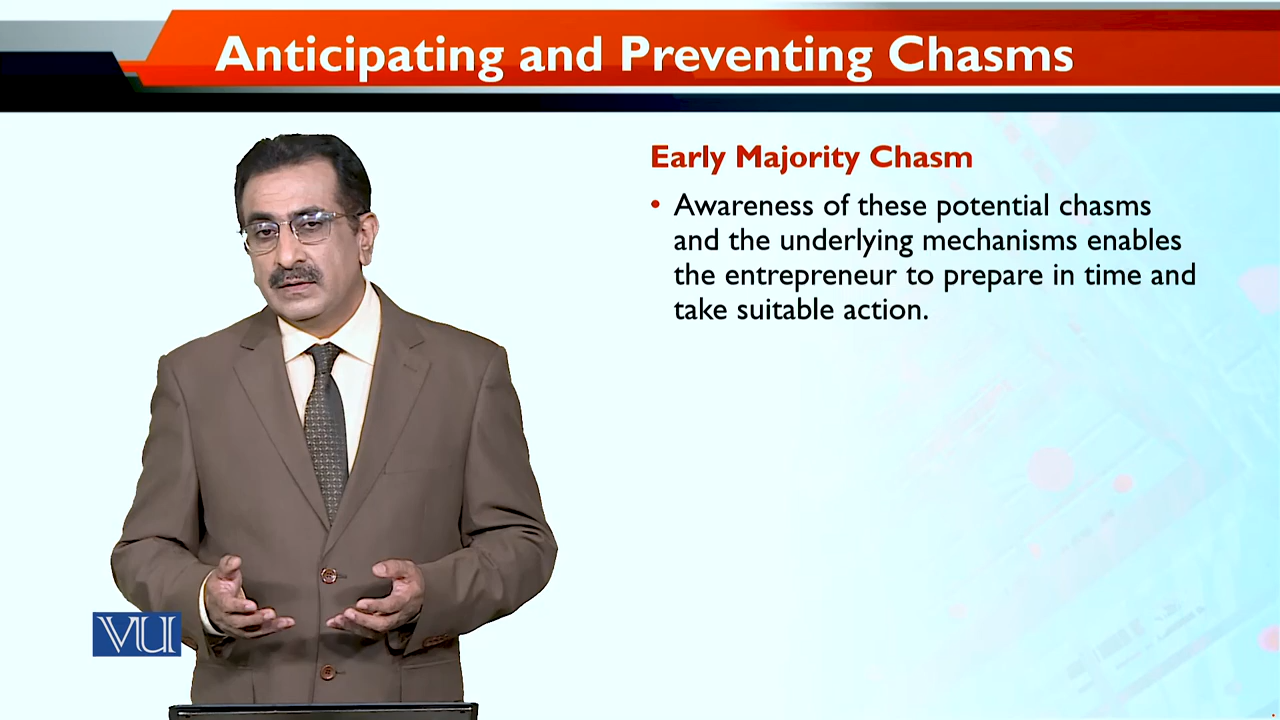 Anticipating and Preventing Chasms
Early Majority Chasm
• Awareness of these potential chasms
and the underlying mechanisms enables
the entrepreneur to prepare in time and
take suitable action.
VU